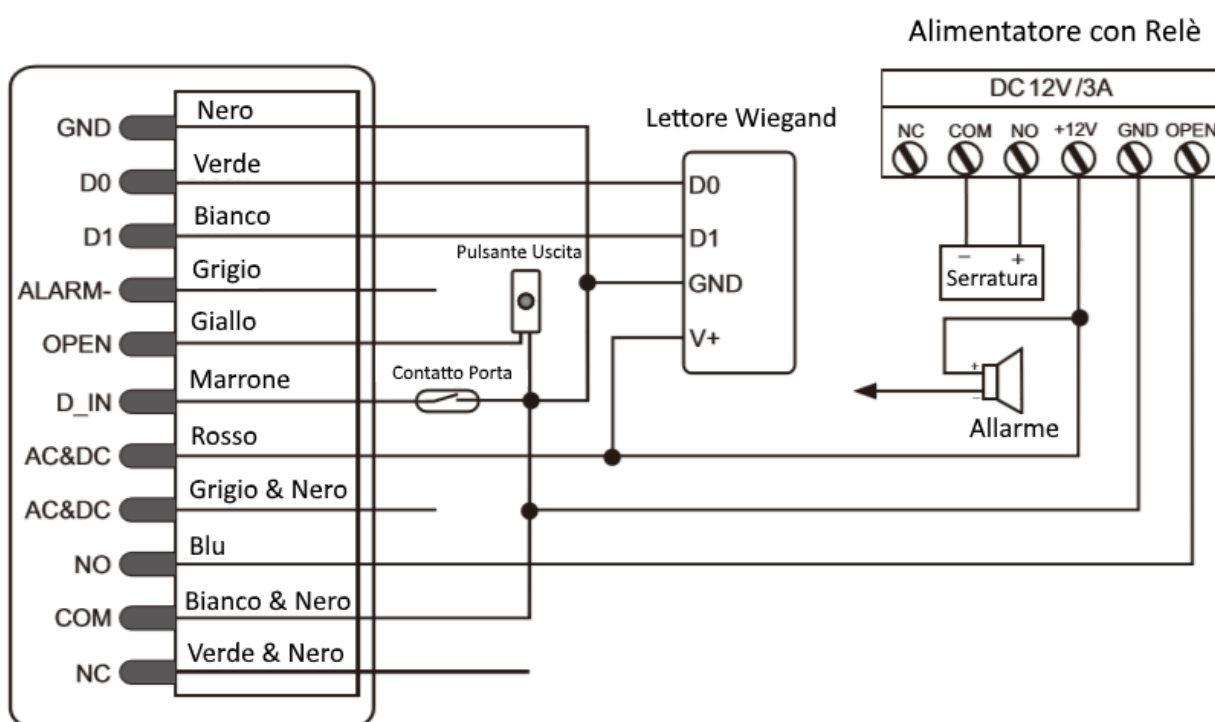 Alimentatore con Relè
DC 12V/3A
NC COM NO +12V GND OPEN
Lettore Wiegand
GND Nero
D0 Verde
D0
D1 Bianco
D1
Pulsante Uscita
ALARM- Grigio
GND
- +
Serratura
OPEN Giallo
V+
D_IN Marrone
Contatto Porta
+
-
Allarme
AC&DC Rosso
AC&DC Grigio & Nero
NO Blu
COM Bianco & Nero
NC Verde & Nero